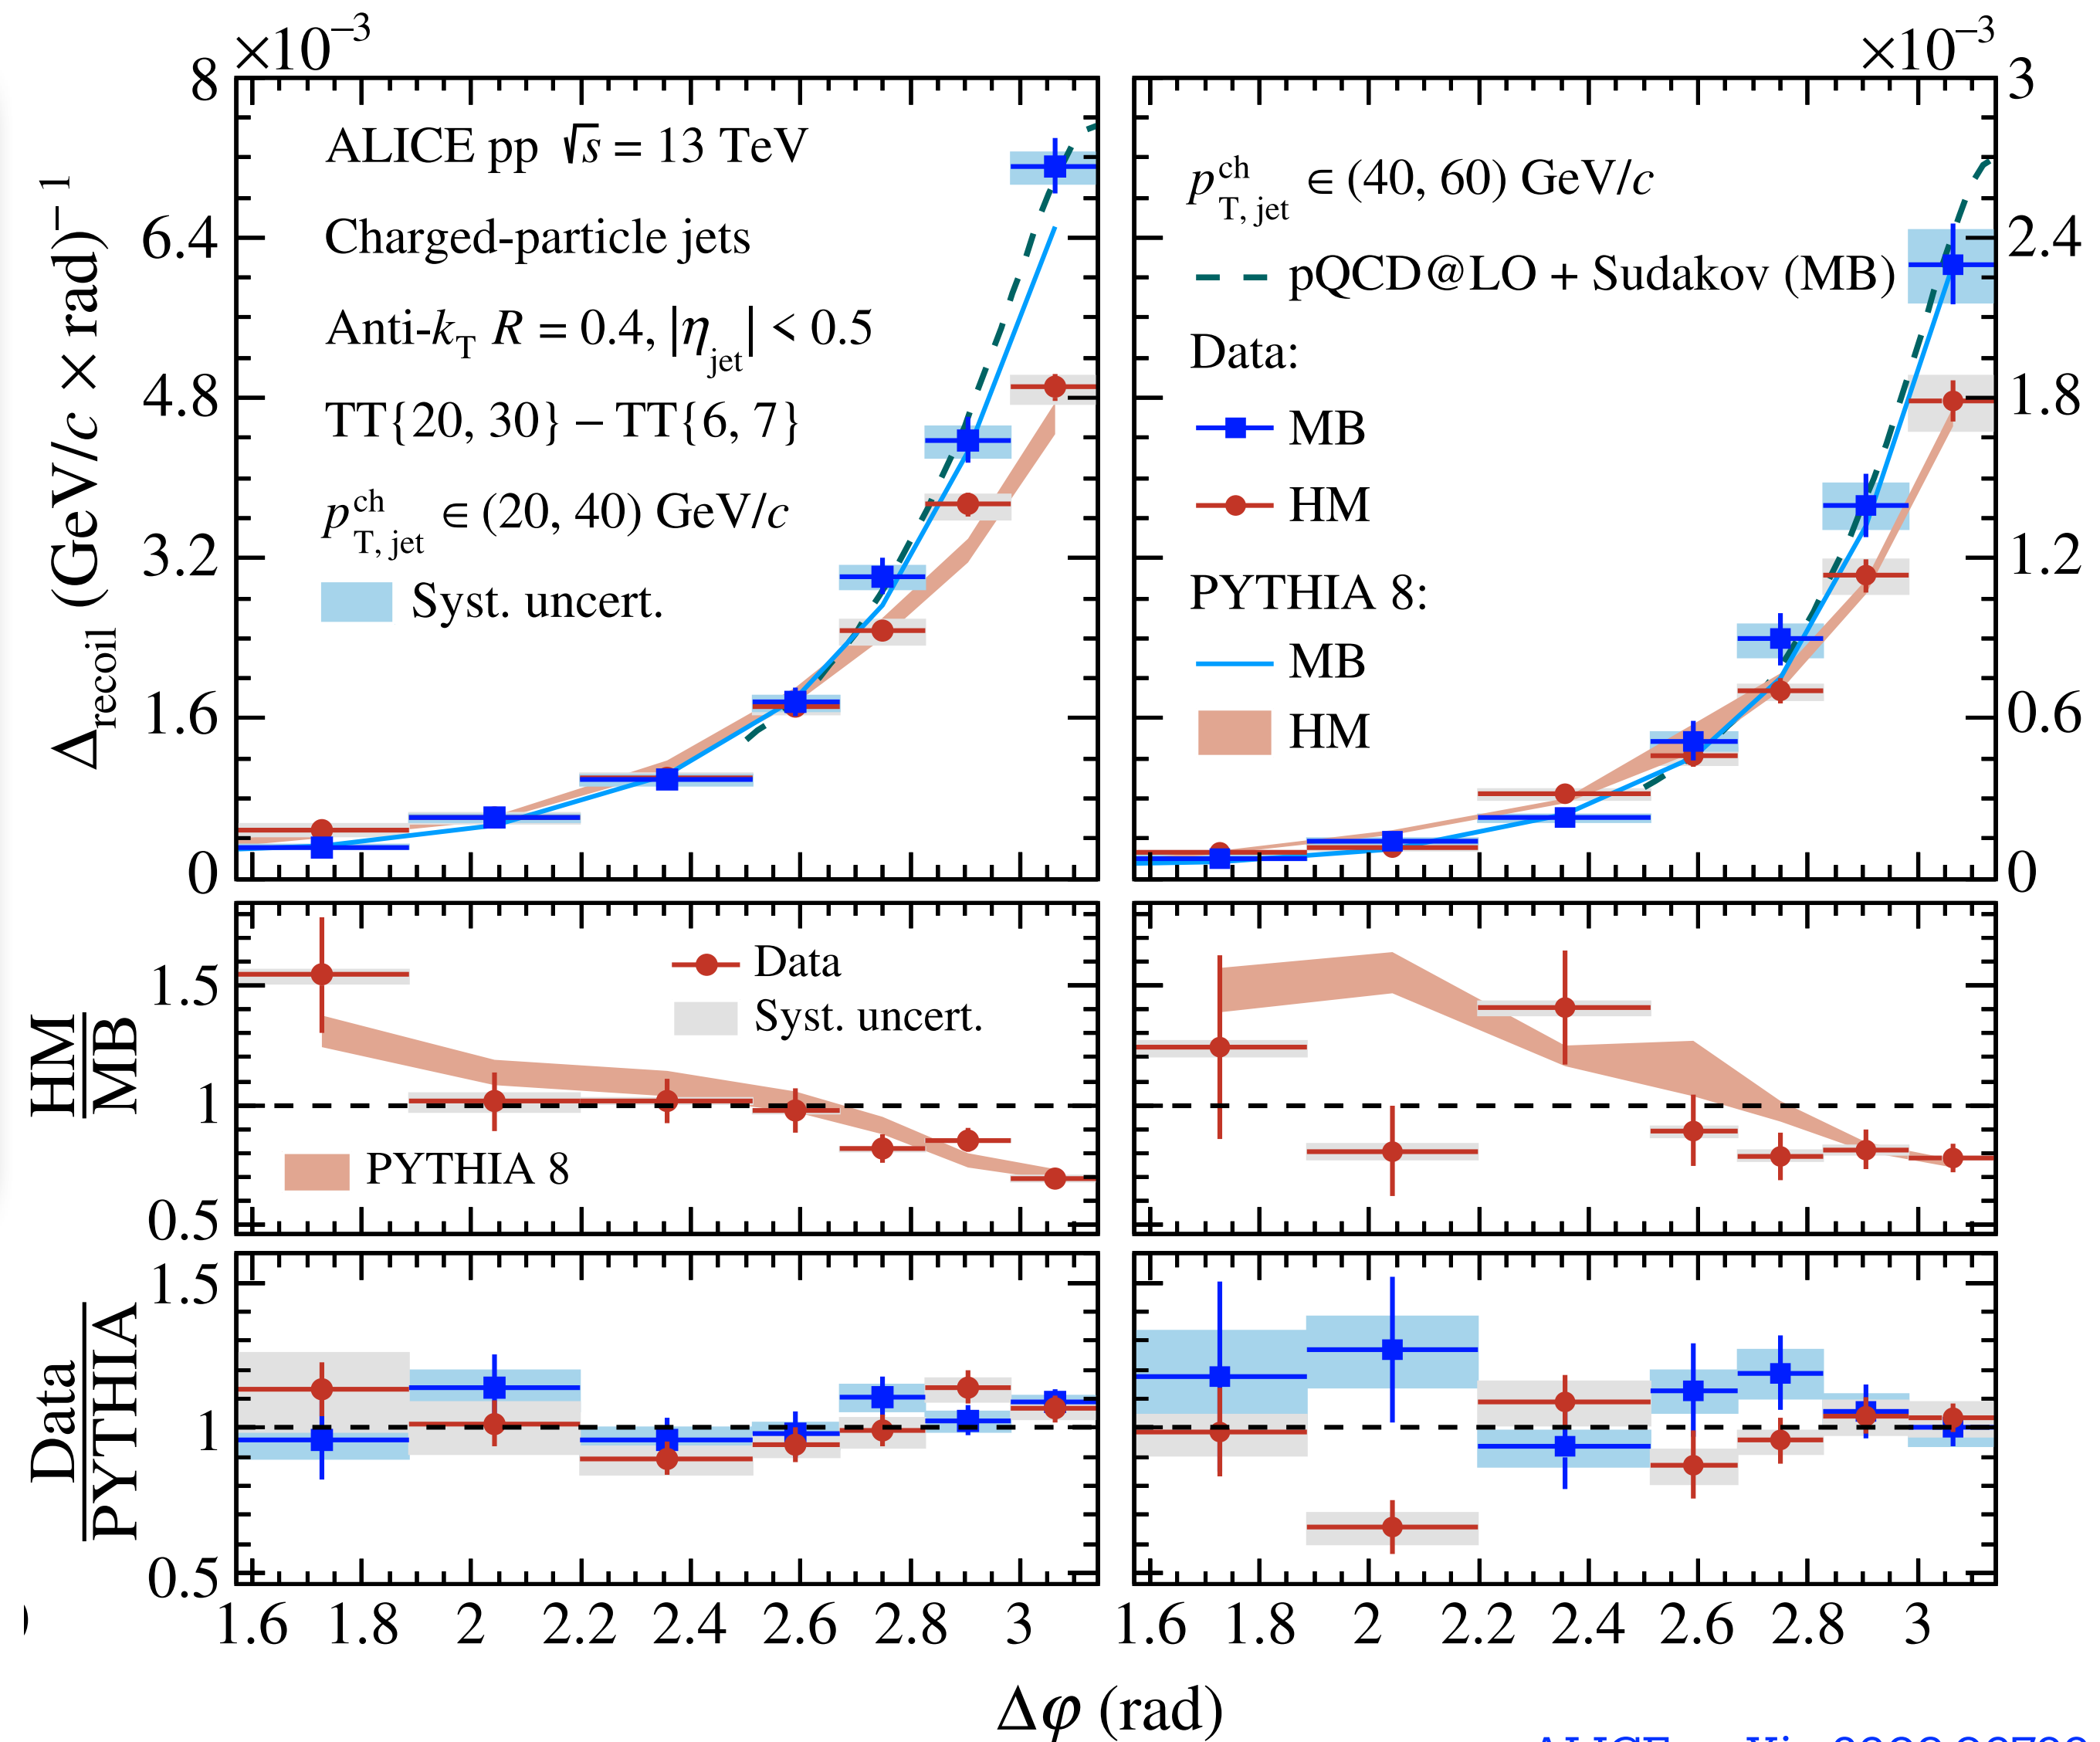 ×10⁻³
8
6.4
4.8
3.2
1.6
0
Δrecoil (GeV/c × rad)⁻¹
ALICE pp √s = 13 TeV
Charged-particle jets
Anti-kT R = 0.4, |ηjet| < 0.5
TT{20, 30} − TT{6, 7}
p^ch_T, jet ∈ (20, 40) GeV/c
Syst. uncert.
×10⁻³
3
2.4
1.8
1.2
0.6
0
p^ch_T, jet ∈ (40, 60) GeV/c
pQCD@LO + Sudakov (MB)
Data:
MB
HM
PYTHIA 8:
MB
HM
HM
MB
1.5
1
0.5
Data
Syst. uncert.
PYTHIA 8
Data
PYTHIA
1.5
1
0.5
1.6 1.8 2 2.2 2.4 2.6 2.8 3
1.6 1.8 2 2.2 2.4 2.6 2.8 3
Δφ (rad)